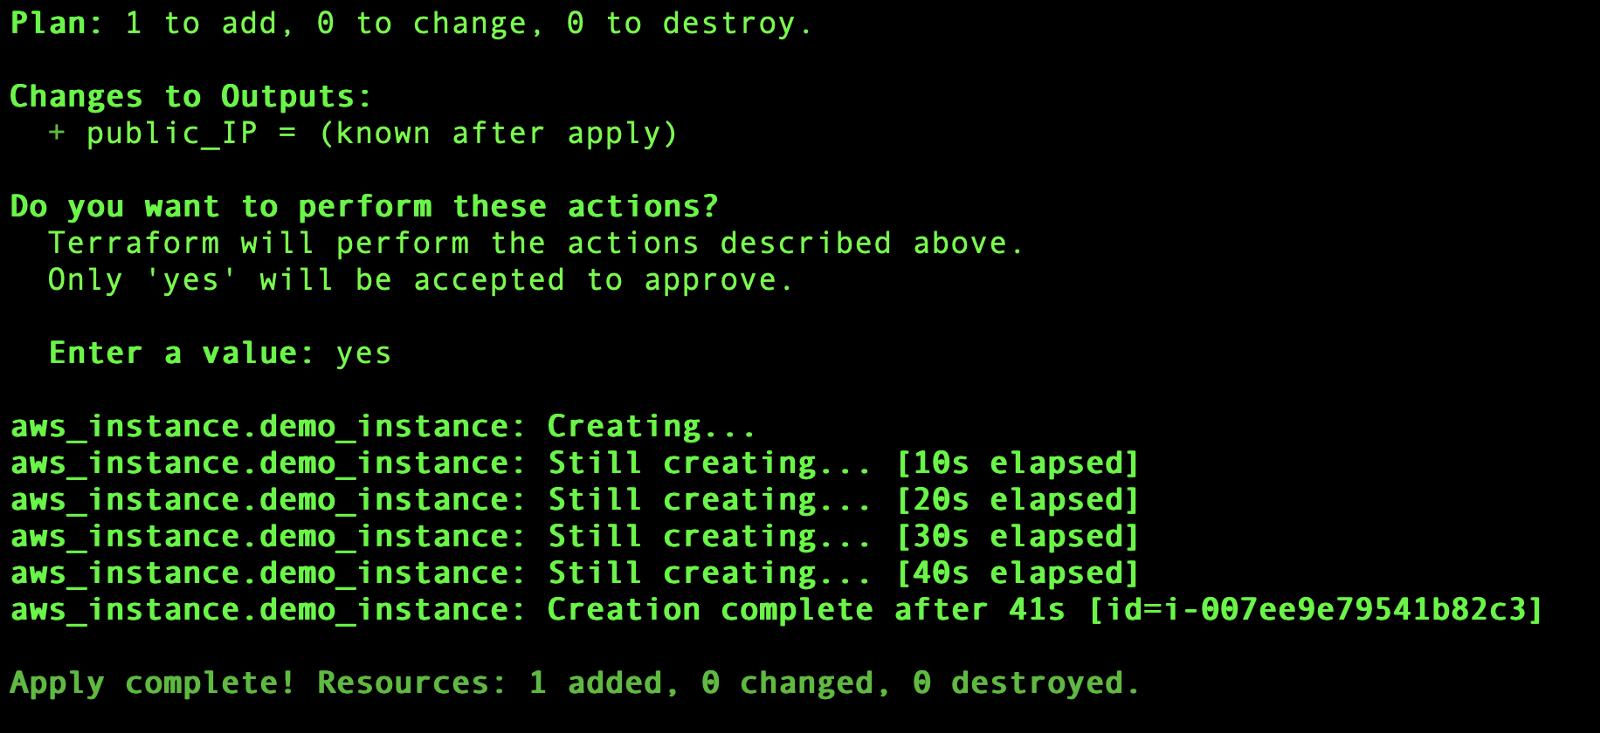 Plan: 1 to add, 0 to change, 0 to destroy.
Changes to Outputs:
+ public_IP = (known after apply)
Do you want to perform these actions?
Terraform will perform the actions described above.
Only 'yes' will be accepted to approve.
Enter a value: yes
aws_instance.demo_instance: Creating...
aws_instance.demo_instance: Still creating... [10s elapsed]
aws_instance.demo_instance: Still creating... [20s elapsed]
aws_instance.demo_instance: Still creating... [30s elapsed]
aws_instance.demo_instance: Still creating... [40s elapsed]
aws_instance.demo_instance: Creation complete after 41s [id=i-007ee9e79541b82c3]
Apply complete! Resources: 1 added, 0 changed, 0 destroyed.